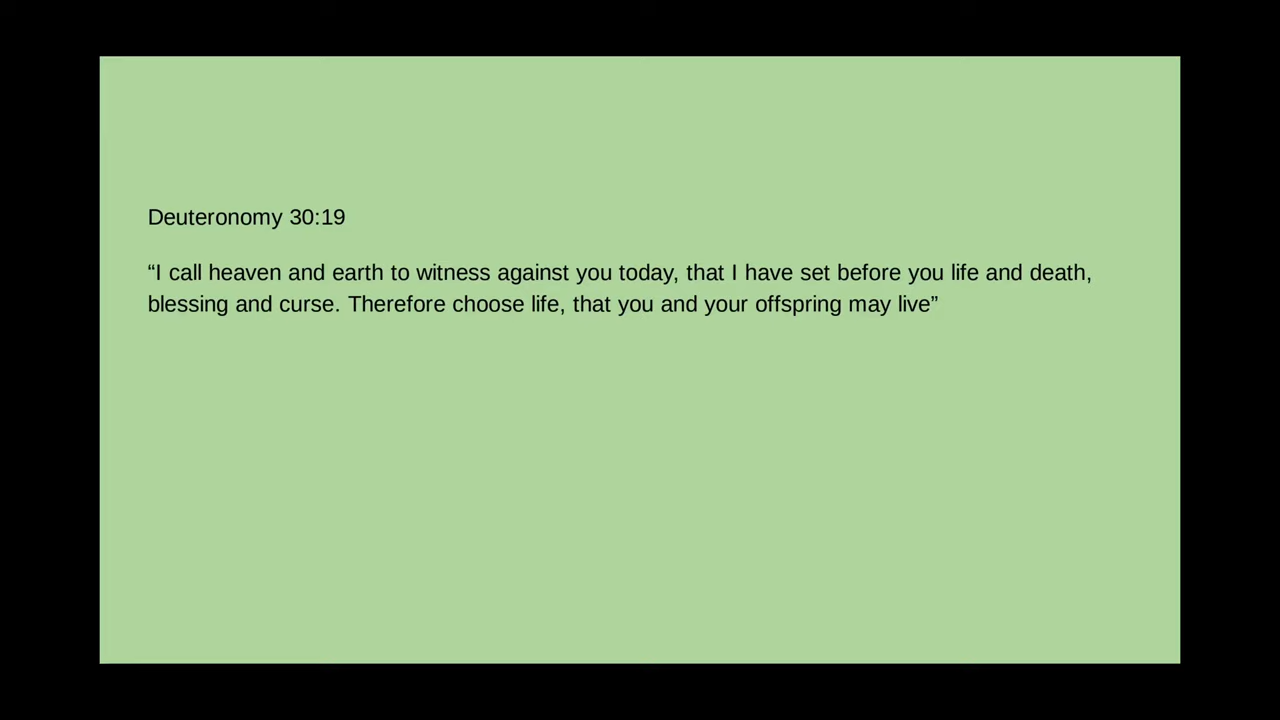 Deuteronomy 30:19
“I call heaven and earth to witness against you today, that I have set before you life and death,
blessing and curse. Therefore choose life, that you and your offspring may live”